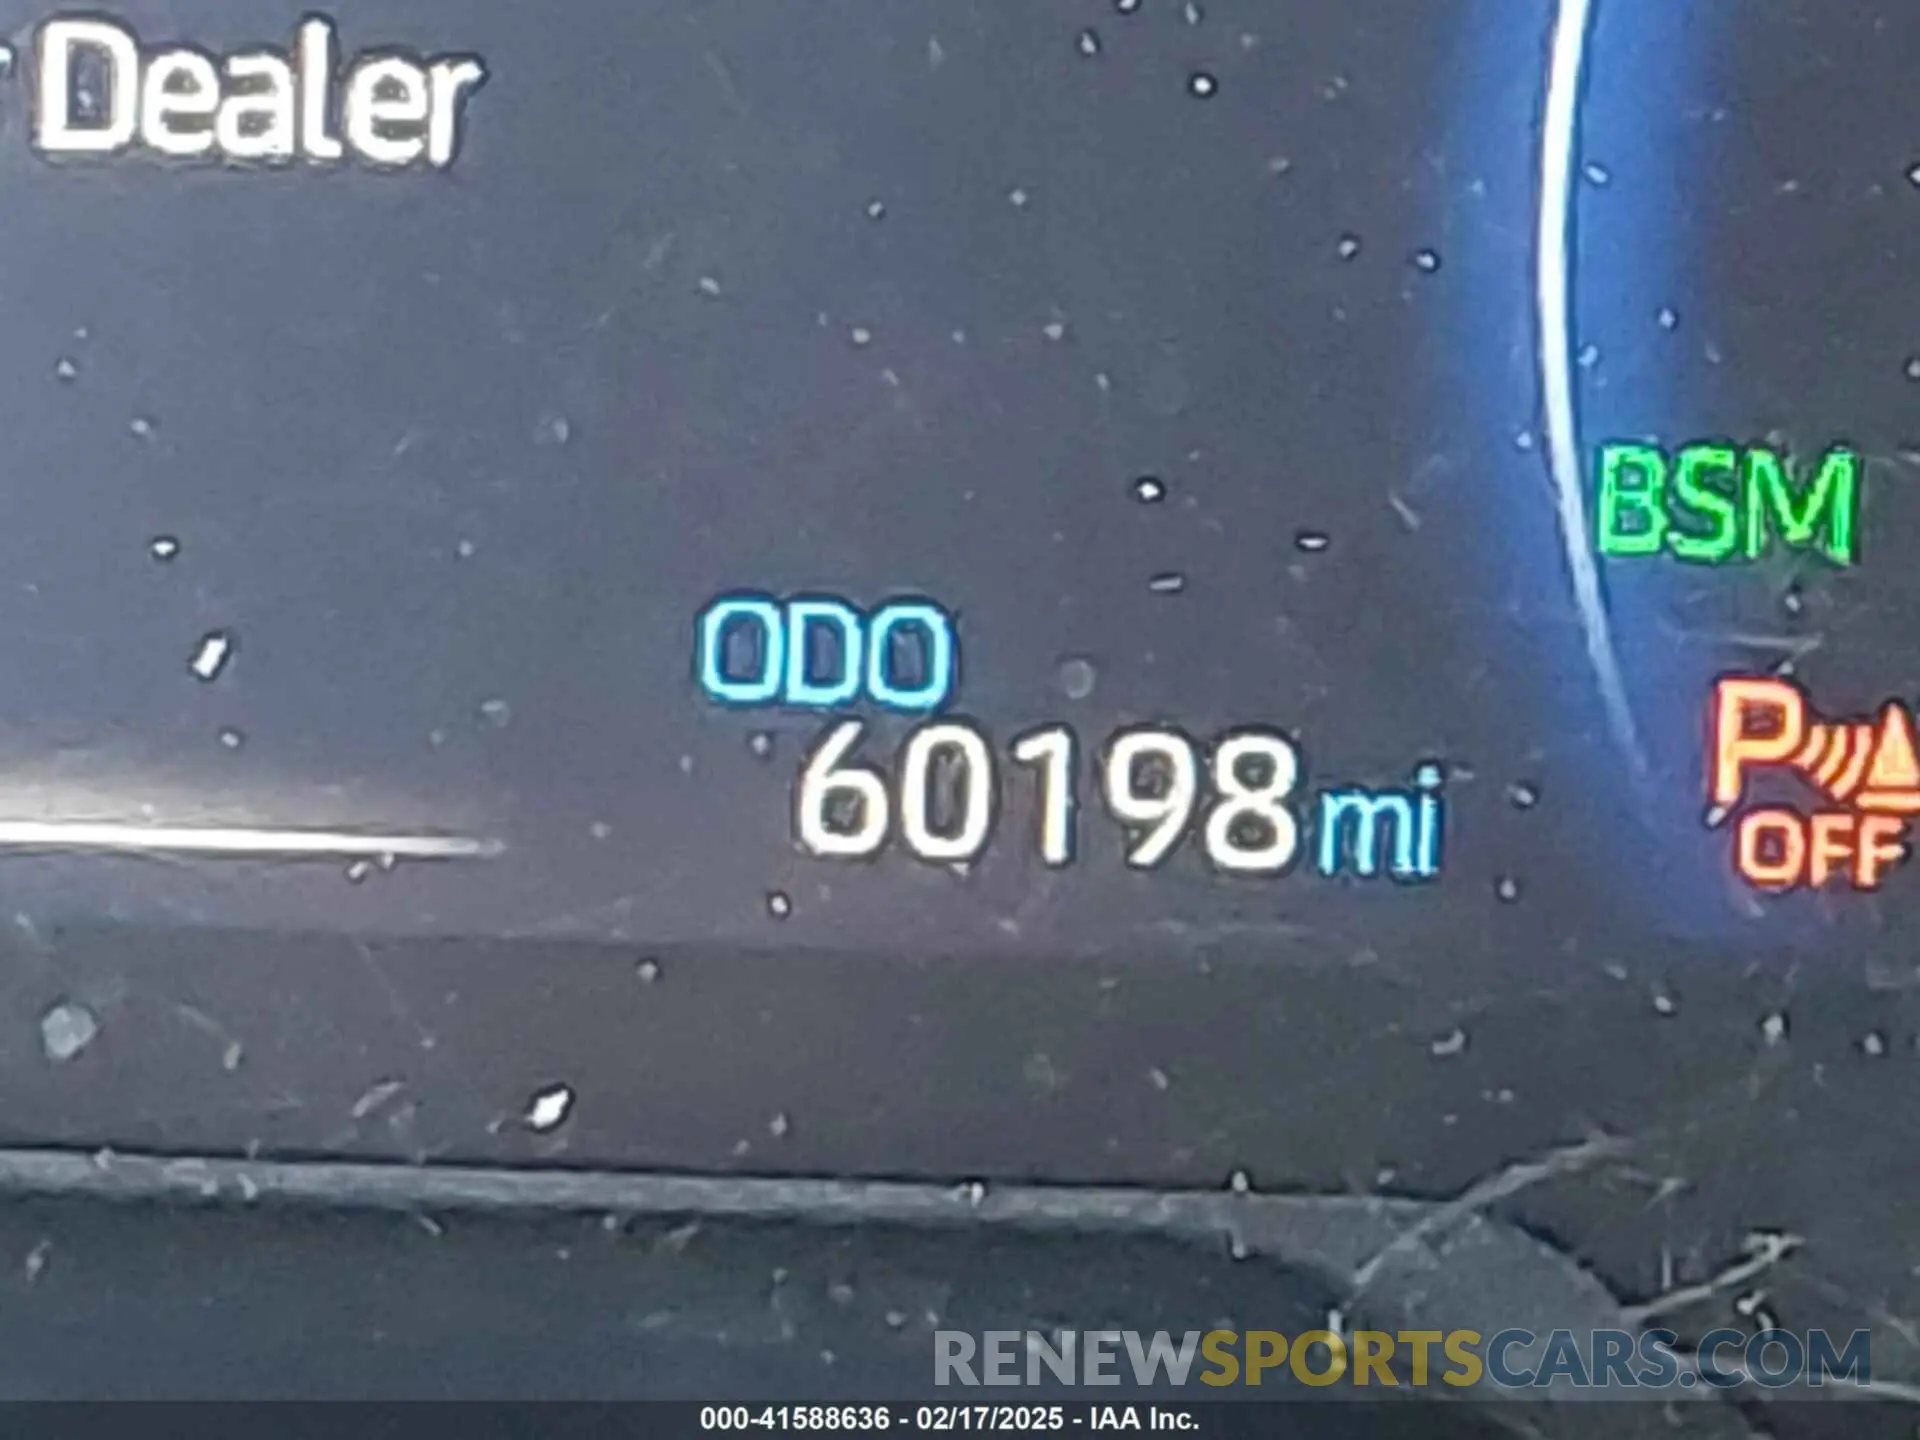 Dealer
BSM
ODO
60198 mi
P
OFF
RENEWSPORTSCARS.COM
000-41588636 - 02/17/2025 - IAA Inc.